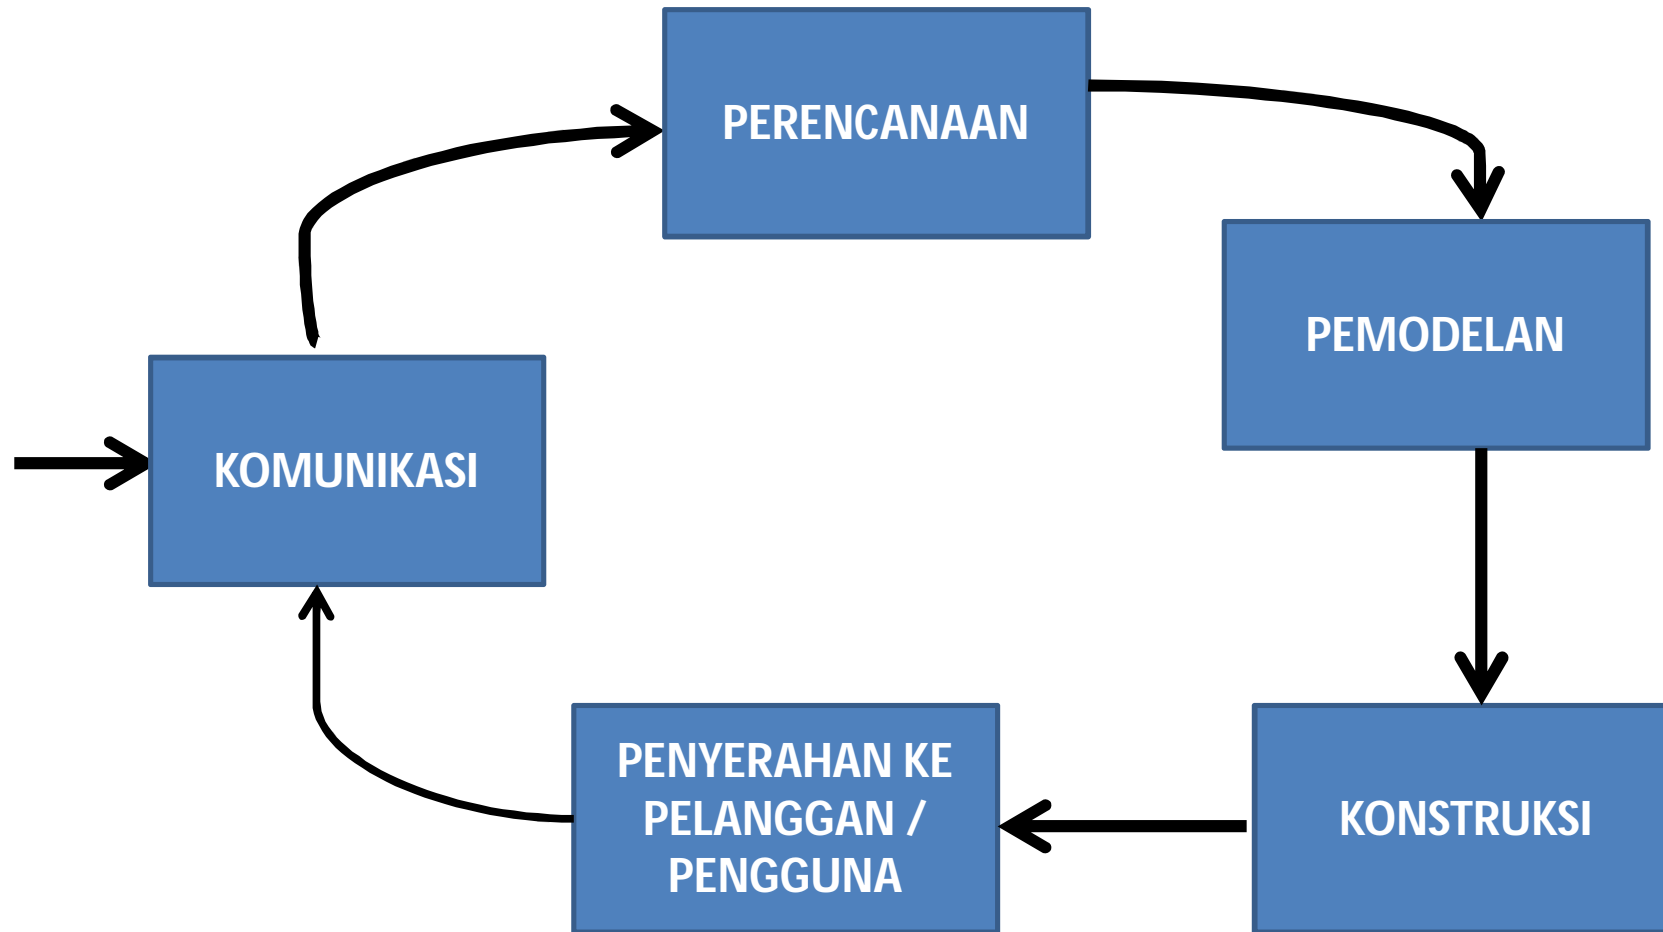 PERENCANAAN
PEMODELAN
KOMUNIKASI
PENYERAHAN KE
PELANGGAN /
PENGGUNA
KONSTRUKSI